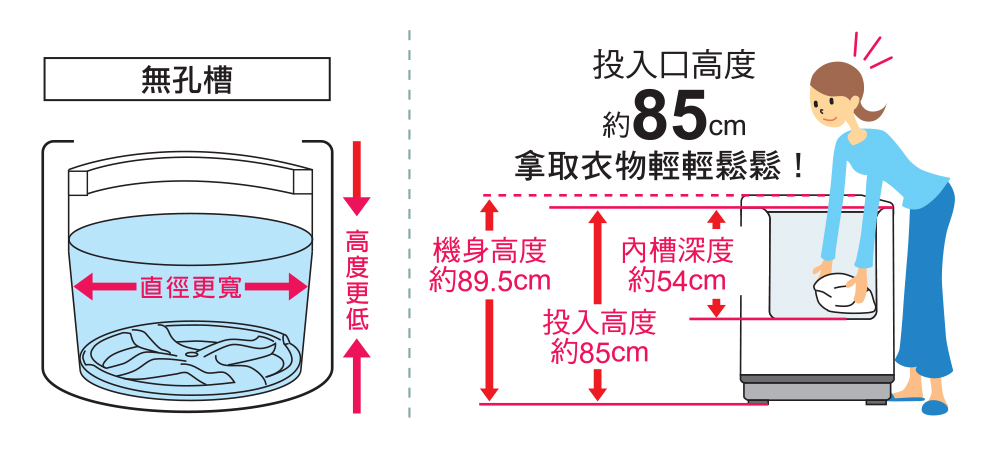 無孔槽
直徑更寬
高度更低
投入口高度
約85cm
拿取衣物輕輕鬆鬆！
機身高度
約89.5cm
投入高度
約85cm
內槽深度
約54cm